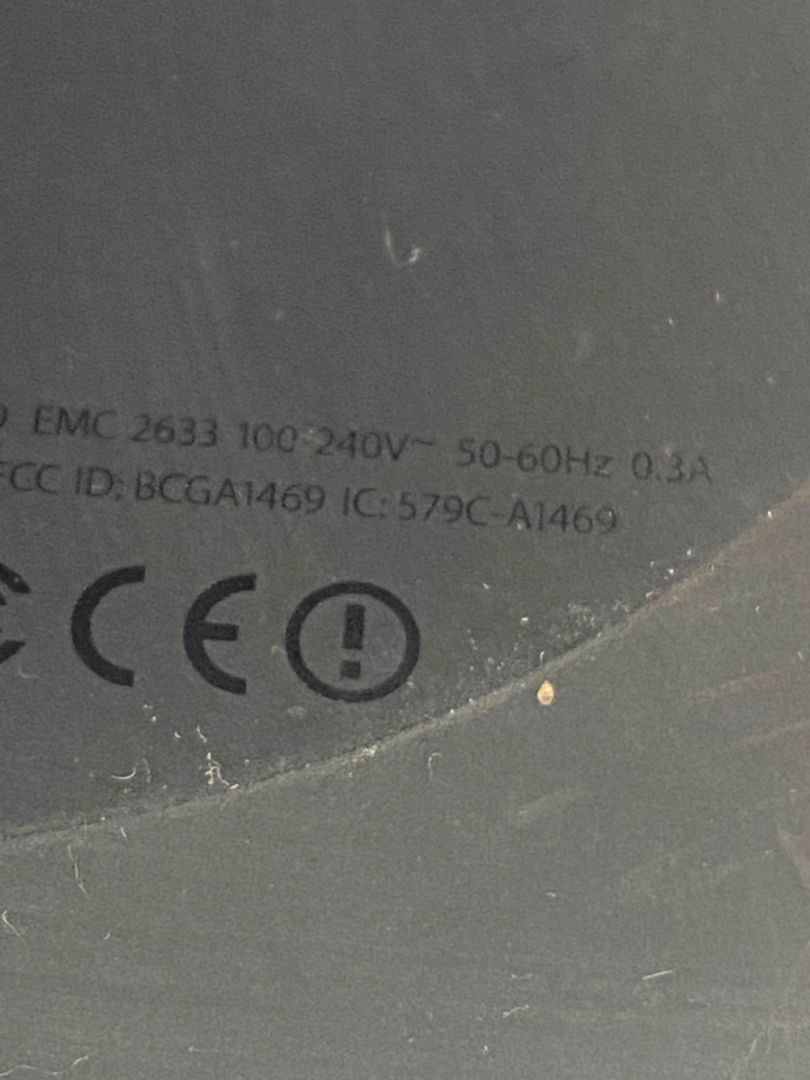 EMC 2633 100-240V~ 50-60Hz 0.3A
FCC ID: BCGA1469 IC: 579C-A1469
CE